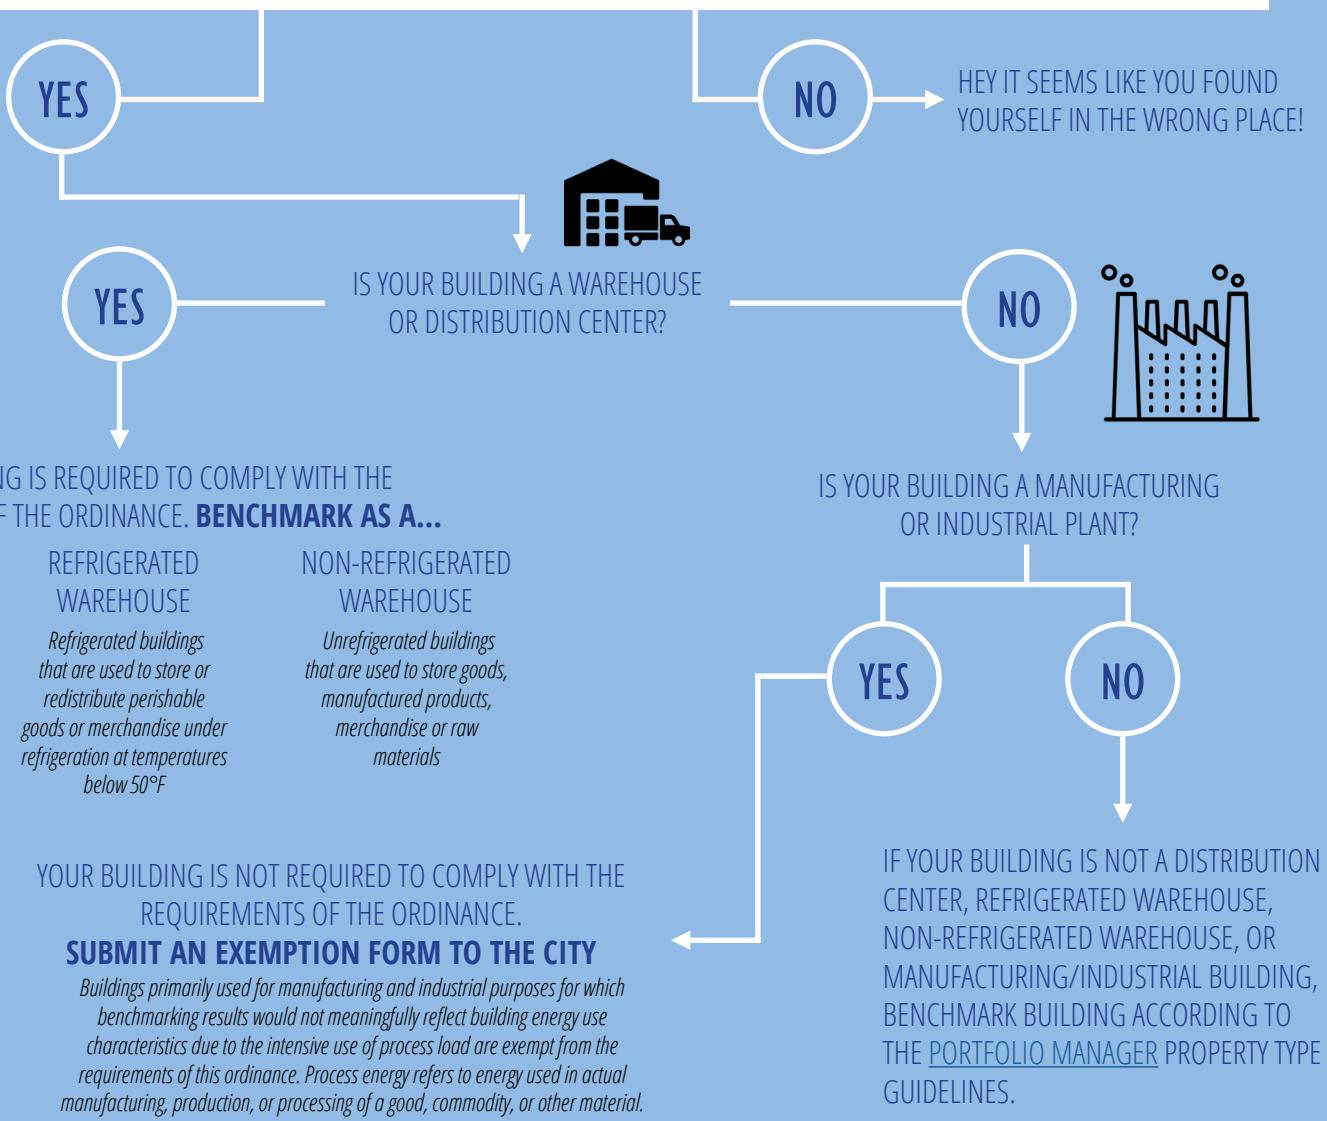 YES
NO
HEY IT SEEMS LIKE YOU FOUND
YOURSELF IN THE WRONG PLACE!
YES
IS YOUR BUILDING A WAREHOUSE
OR DISTRIBUTION CENTER?
NO
IS REQUIRED TO COMPLY WITH THE
THE ORDINANCE. BENCHMARK AS A...
REFRIGERATED
WAREHOUSE
Refrigerated buildings
that are used to store or
redistribute perishable
goods or merchandise under
refrigeration at temperatures
below 50°F
NON-REFRIGERATED
WAREHOUSE
Unrefrigerated buildings
that are used to store goods,
manufactured products,
merchandise or raw
materials
IS YOUR BUILDING A MANUFACTURING
OR INDUSTRIAL PLANT?
YES
NO
YOUR BUILDING IS NOT REQUIRED TO COMPLY WITH THE
REQUIREMENTS OF THE ORDINANCE.
SUBMIT AN EXEMPTION FORM TO THE CITY
Buildings primarily used for manufacturing and industrial purposes for which
benchmarking results would not meaningfully reflect building energy use
characteristics due to the intensive use of process load are exempt from the
requirements of this ordinance. Process energy refers to energy used in actual
manufacturing, production, or processing of a good, commodity, or other material.
IF YOUR BUILDING IS NOT A DISTRIBUTION
CENTER, REFRIGERATED WAREHOUSE,
NON-REFRIGERATED WAREHOUSE, OR
MANUFACTURING/INDUSTRIAL BUILDING,
BENCHMARK BUILDING ACCORDING TO
THE PORTFOLIO MANAGER PROPERTY TYPE
GUIDELINES.